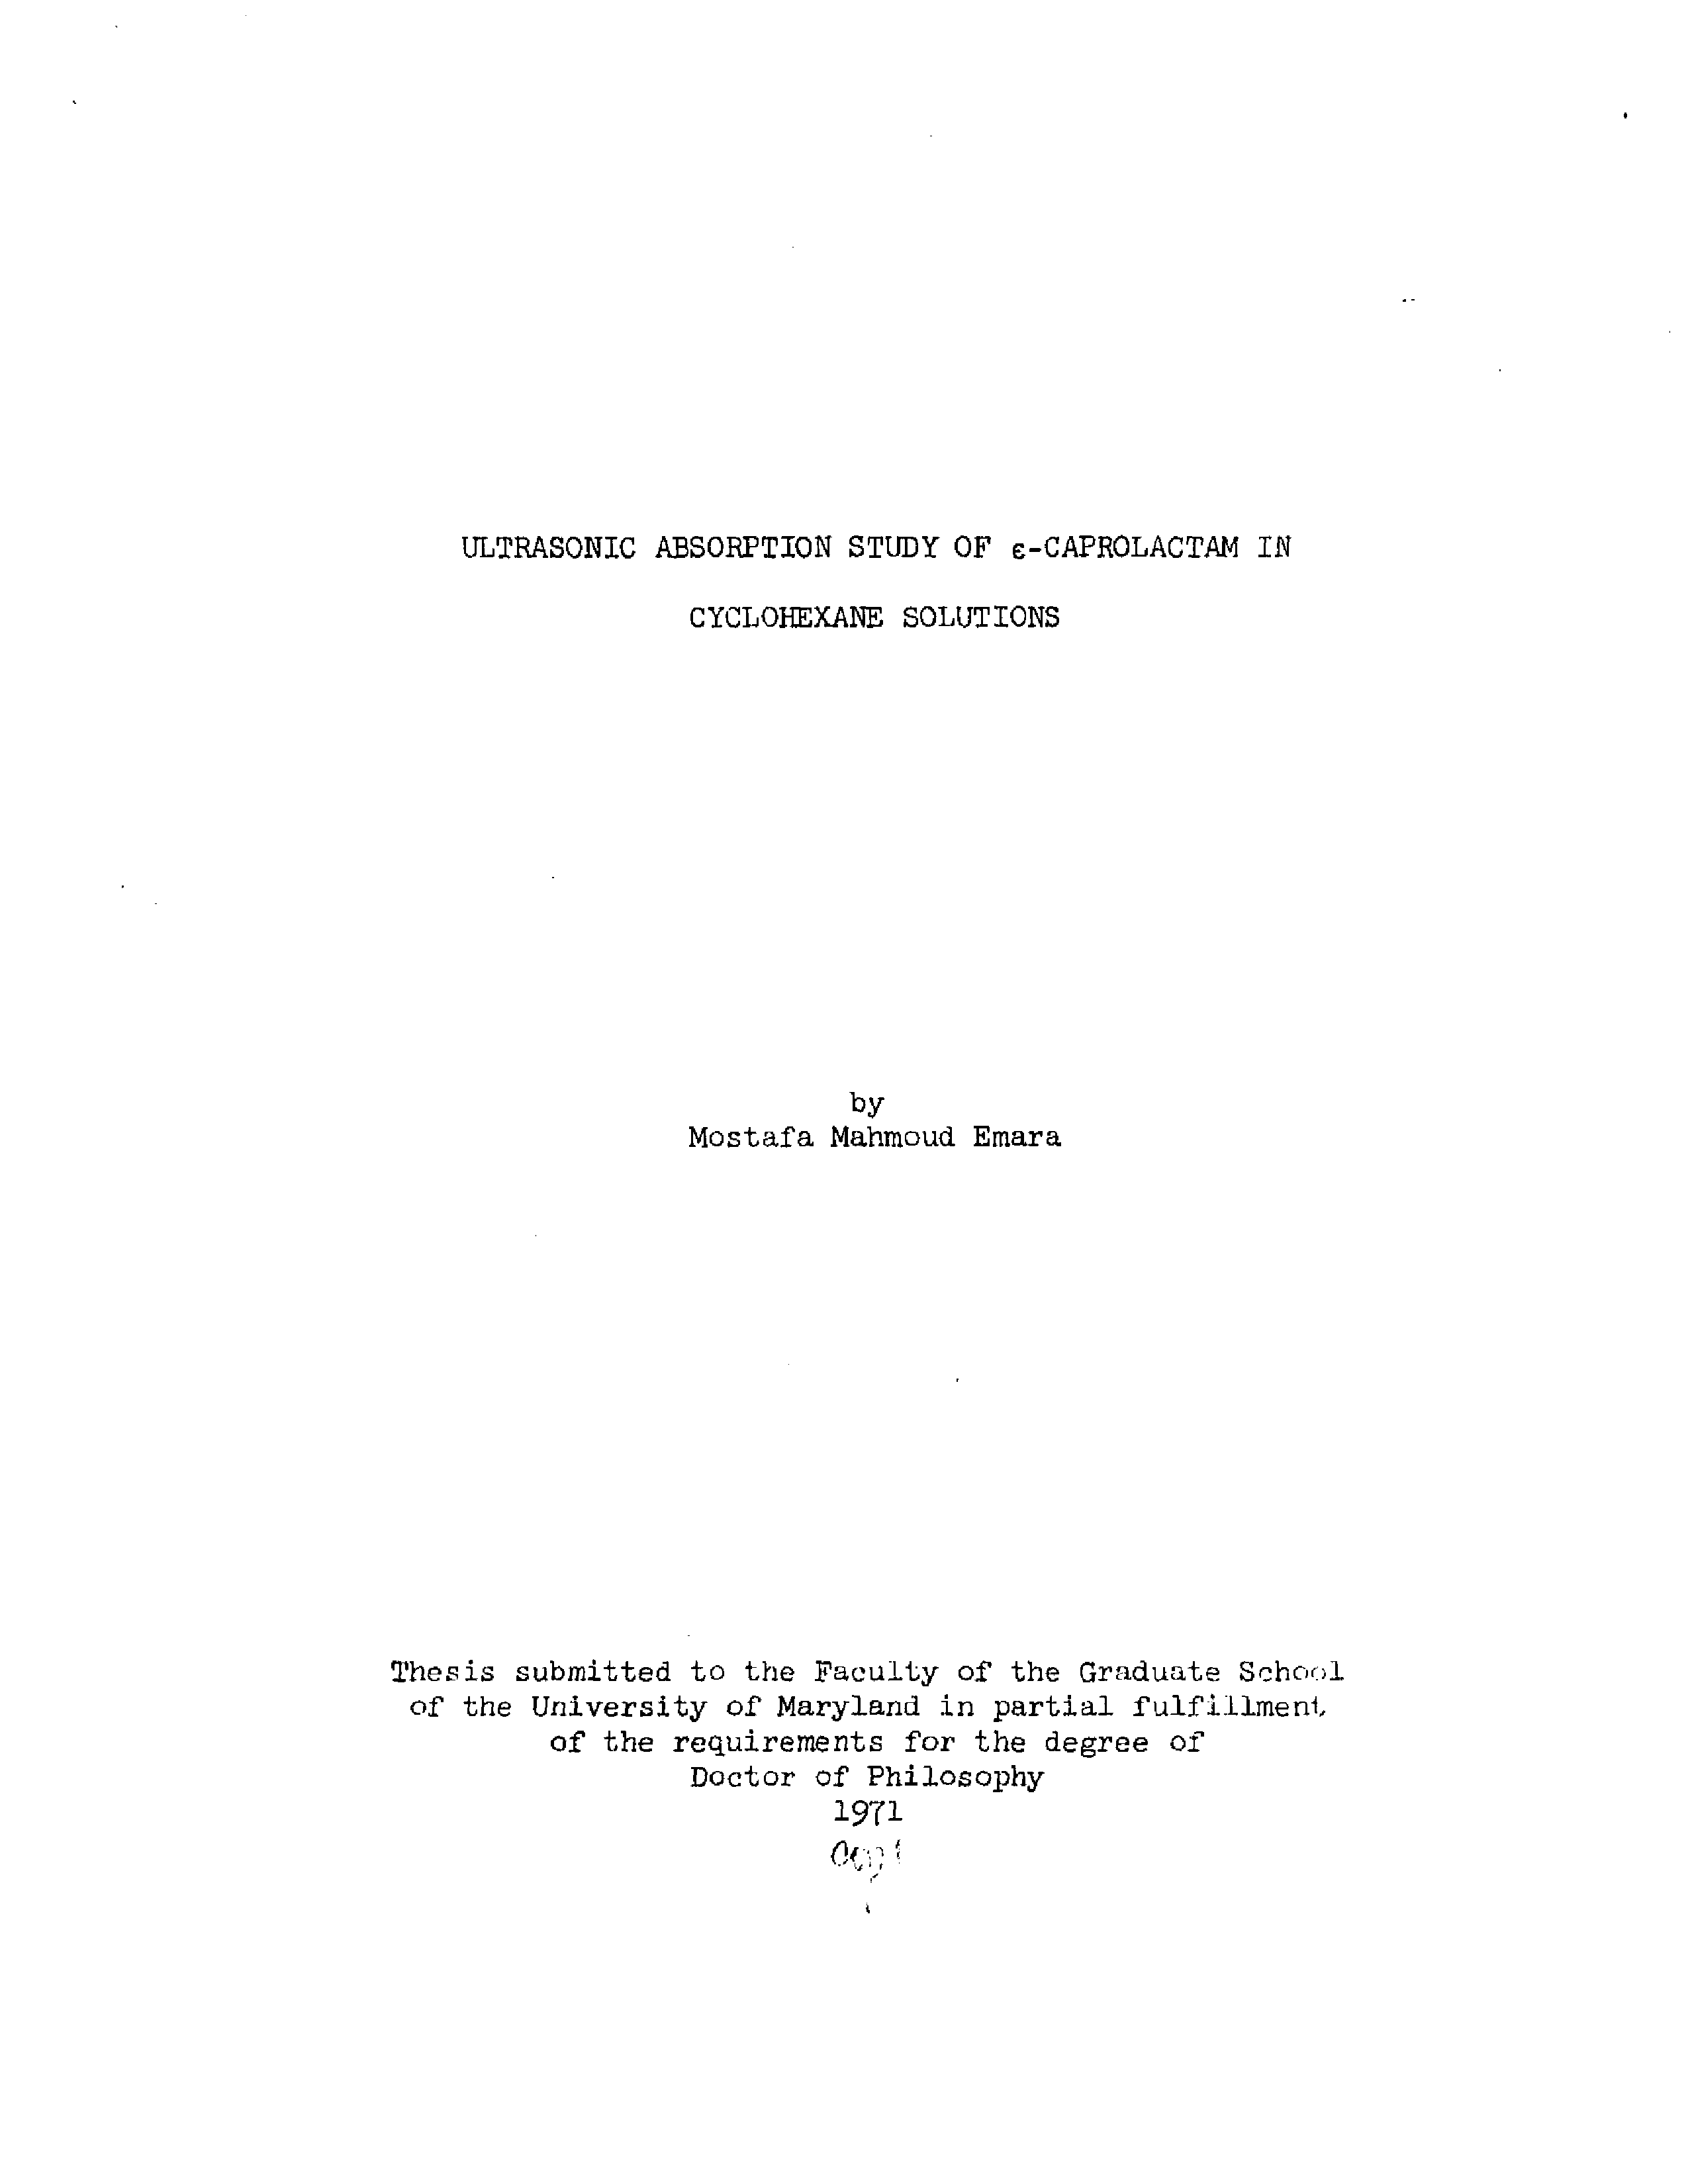 ULTRASONIC ABSORPTION STUDY OF ε-CAPROLACTAM IN
CYCLOHEXANE SOLUTIONS
by
Mostafa Mahmoud Emara
Thesis submitted to the Faculty of the Graduate School
of the University of Maryland in partial fulfillment
of the requirements for the degree of
Doctor of Philosophy
1971